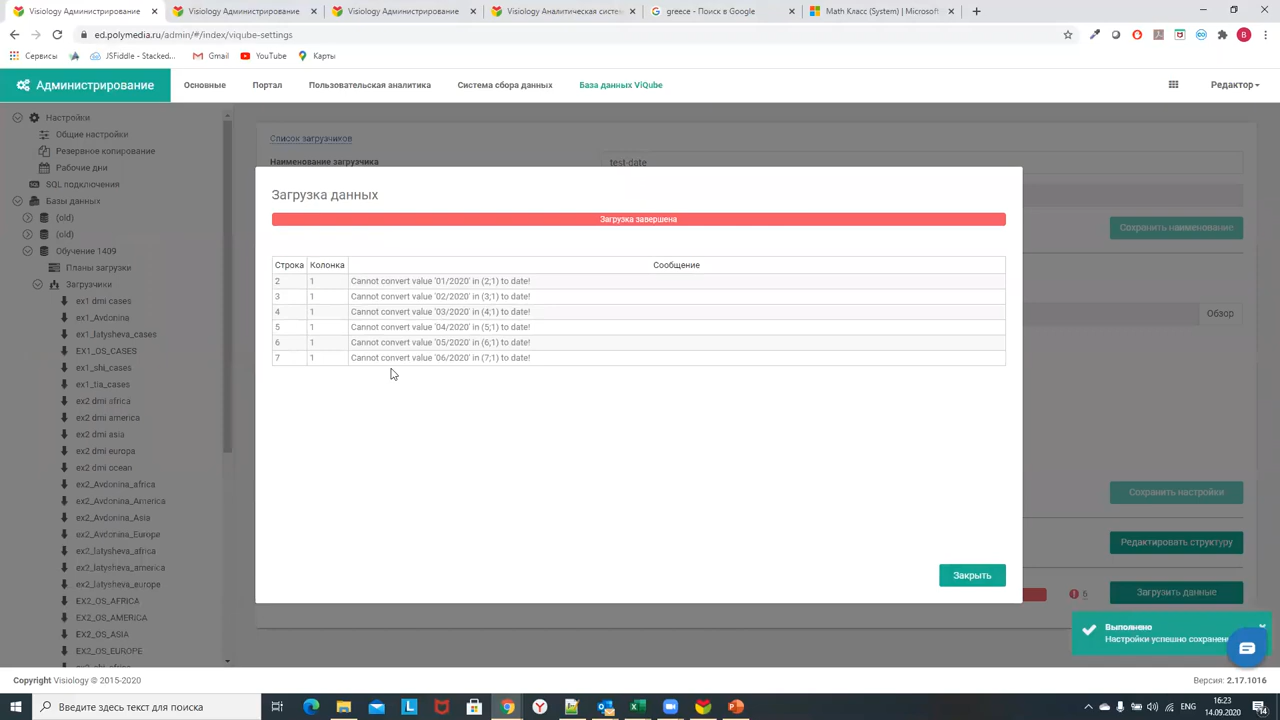 Visiology Администри
Visiology Администри
Visiology Администри
Visiology Аналитическая систе
greece - Поиск в Google
Math Класс (System) | Microsoft
ed.polymedia.ru/admin/#/index/viqube-settings
B
Сервисы
JSFiddle - Stacked...
Gmail
YouTube
Карты
Администрирование
Основные
Портал
Пользовательская аналитика
Система сбора данных
База данных ViQube
Редактор
Настройки
Общие настройки
Резервное копирование
Рабочие дни
SQL подключения
Базы данных
(old)
(old)
Обучение 1409
Планы загрузки
Загрузчики
ex1 dmi cases
ex1_Avdonina
ex1_latysheva_cases
EX1_OS_CASES
ex1_shi_cases
ex1_tia_cases
ex2 dmi africa
ex2 dmi america
ex2 dmi asia
ex2 dmi europa
ex2 dmi ocean
ex2_Avdonina_africa
ex2_Avdonina_America
ex2_Avdonina_Asia
ex2_Avdonina_Europe
ex2_latysheva_africa
ex2_latysheva_america
ex2_latysheva_europe
EX2_OS_AFRICA
EX2_OS_AMERICA
EX2_OS_ASIA
EX2_OS_EUROPE
Список загрузчиков
Наименование загрузчика
test-date
Сохранить наименование
Обзор
Сохранить настройки
Редактировать структуру
6
Загрузить данные
Загрузка данных
Загрузка завершена
Строка Колонка Сообщение
2 1 Cannot convert value '01/2020' in (2;1) to date!
3 1 Cannot convert value '02/2020' in (3;1) to date!
4 1 Cannot convert value '03/2020' in (4;1) to date!
5 1 Cannot convert value '04/2020' in (5;1) to date!
6 1 Cannot convert value '05/2020' in (6;1) to date!
7 1 Cannot convert value '06/2020' in (7;1) to date!
Закрыть
Выполнено
Настройки успешно сохранен
Copyright Visiology © 2015-2020
Версия: 2.17.1016
Введите здесь текст для поиска
ENG
16:23
14.09.2020